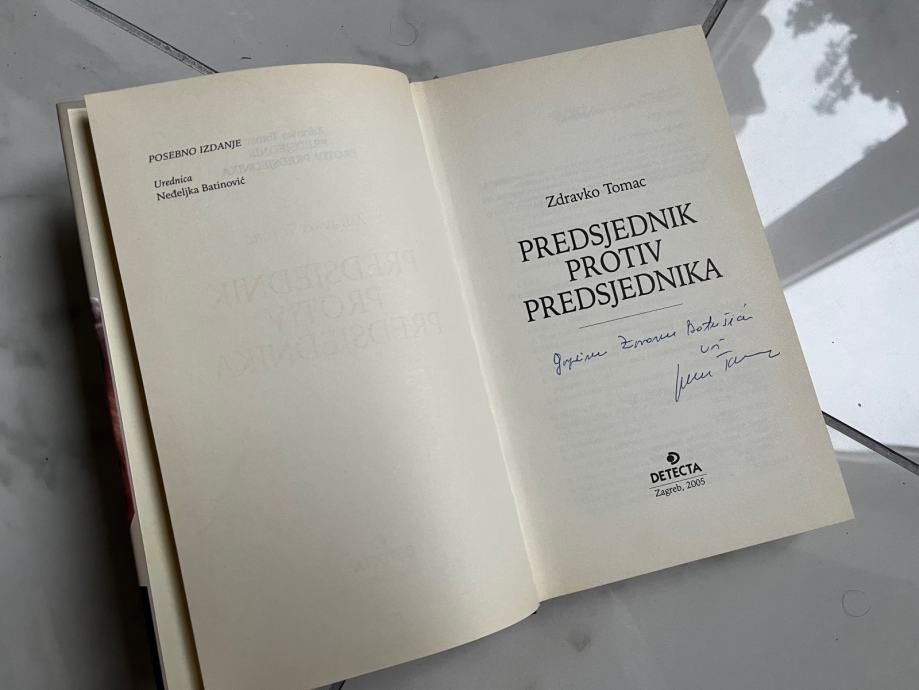 POSEBNO IZDANJE
Urednica
Neđeljka Batinović
Zdravko Tomac
PREDSJEDNIK
PROTIV
PREDSJEDNIKA
DETECTA
Zagreb, 2005